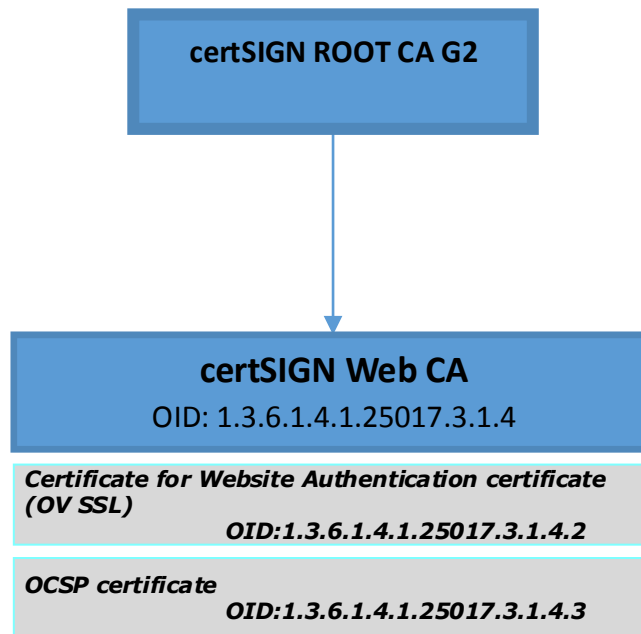 certSIGN ROOT CA G2
certSIGN Web CA
OID: 1.3.6.1.4.1.25017.3.1.4
Certificate for Website Authentication certificate
(OV SSL)
OID:1.3.6.1.4.1.25017.3.1.4.2
OCSP certificate
OID:1.3.6.1.4.1.25017.3.1.4.3